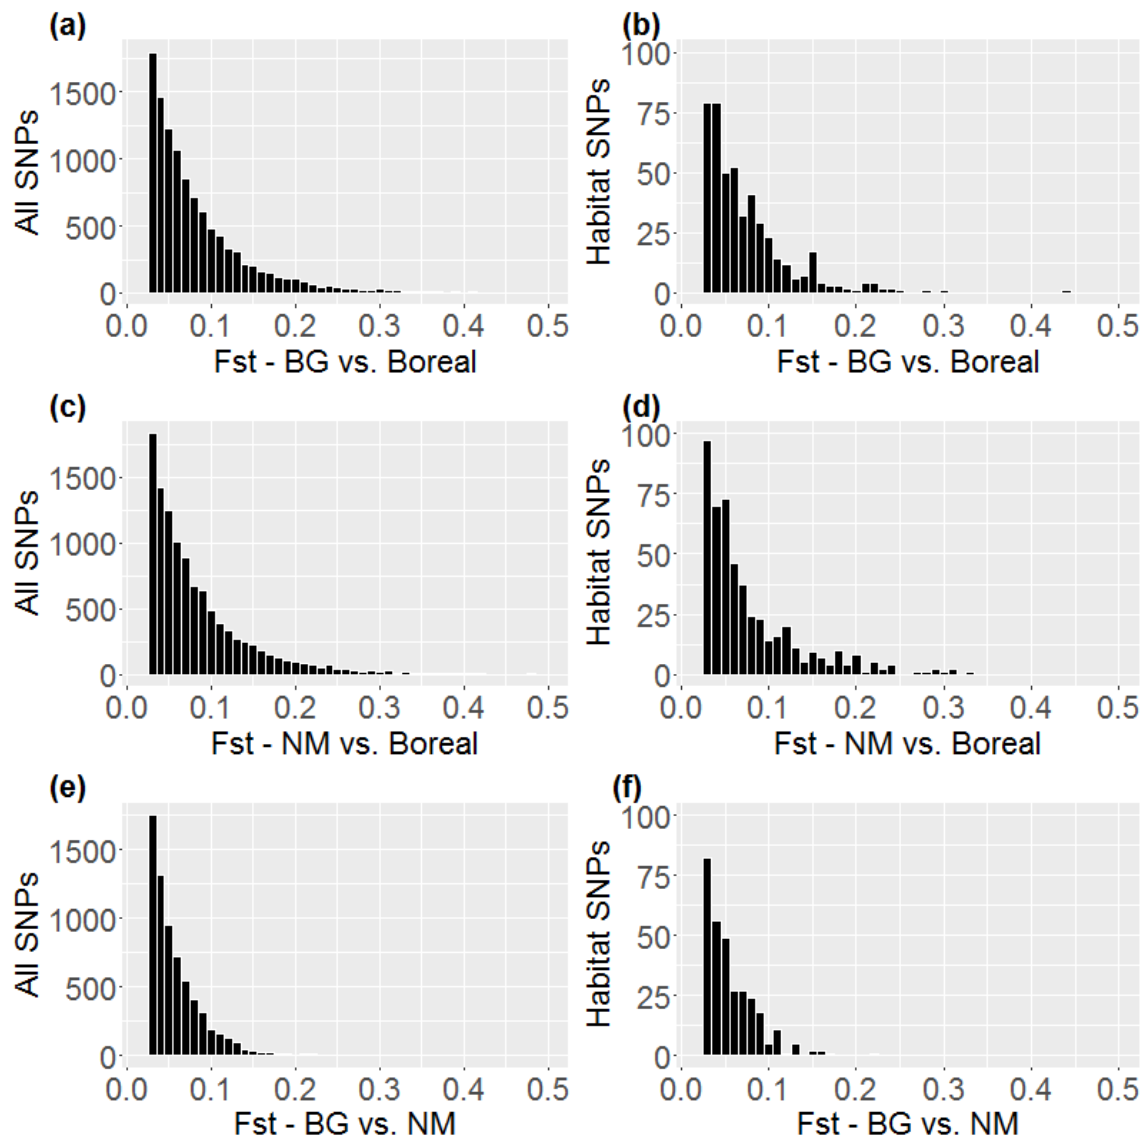 (a)
All SNPs
1500
1000
500
0
0.0 0.1 0.2 0.3 0.4 0.5
Fst - BG vs. Boreal
(b)
Habitat SNPs
100
75
50
25
0
0.0 0.1 0.2 0.3 0.4 0.5
Fst - BG vs. Boreal
(c)
All SNPs
1500
1000
500
0
0.0 0.1 0.2 0.3 0.4 0.5
Fst - NM vs. Boreal
(d)
Habitat SNPs
100
75
50
25
0
0.0 0.1 0.2 0.3 0.4 0.5
Fst - NM vs. Boreal
(e)
All SNPs
1500
1000
500
0
0.0 0.1 0.2 0.3 0.4 0.5
Fst - BG vs. NM
(f)
Habitat SNPs
100
75
50
25
0
0.0 0.1 0.2 0.3 0.4 0.5
Fst - BG vs. NM